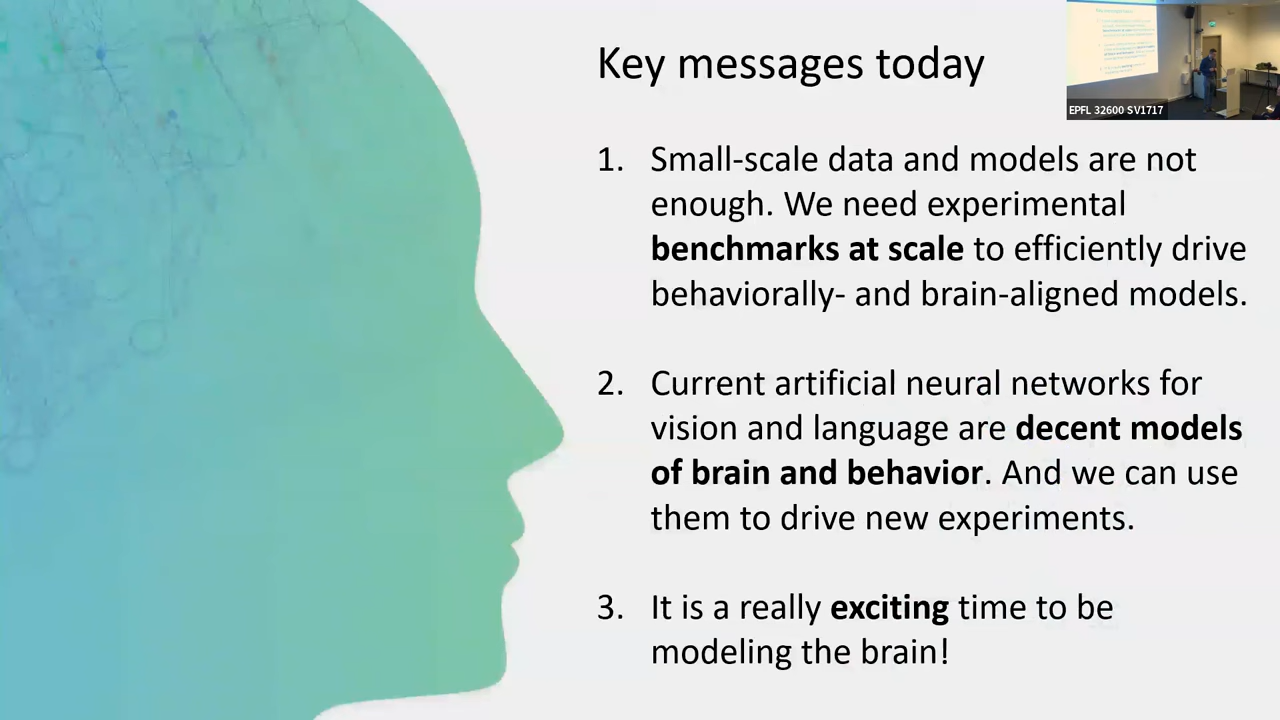 Key messages today
EPFL 32600 SV1717
1. Small-scale data and models are not
enough. We need experimental
benchmarks at scale to efficiently drive
behaviorally- and brain-aligned models.
2. Current artificial neural networks for
vision and language are decent models
of brain and behavior. And we can use
them to drive new experiments.
3. It is a really exciting time to be
modeling the brain!